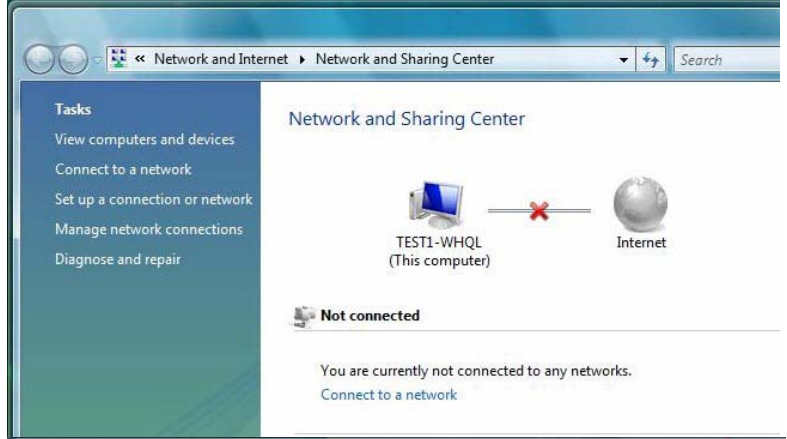 « Network and Internet ▸ Network and Sharing Center
Search
Tasks
View computers and devices
Connect to a network
Set up a connection or network
Manage network connections
Diagnose and repair
Network and Sharing Center
TEST1-WHQL
(This computer)
Internet
Not connected
You are currently not connected to any networks.
Connect to a network